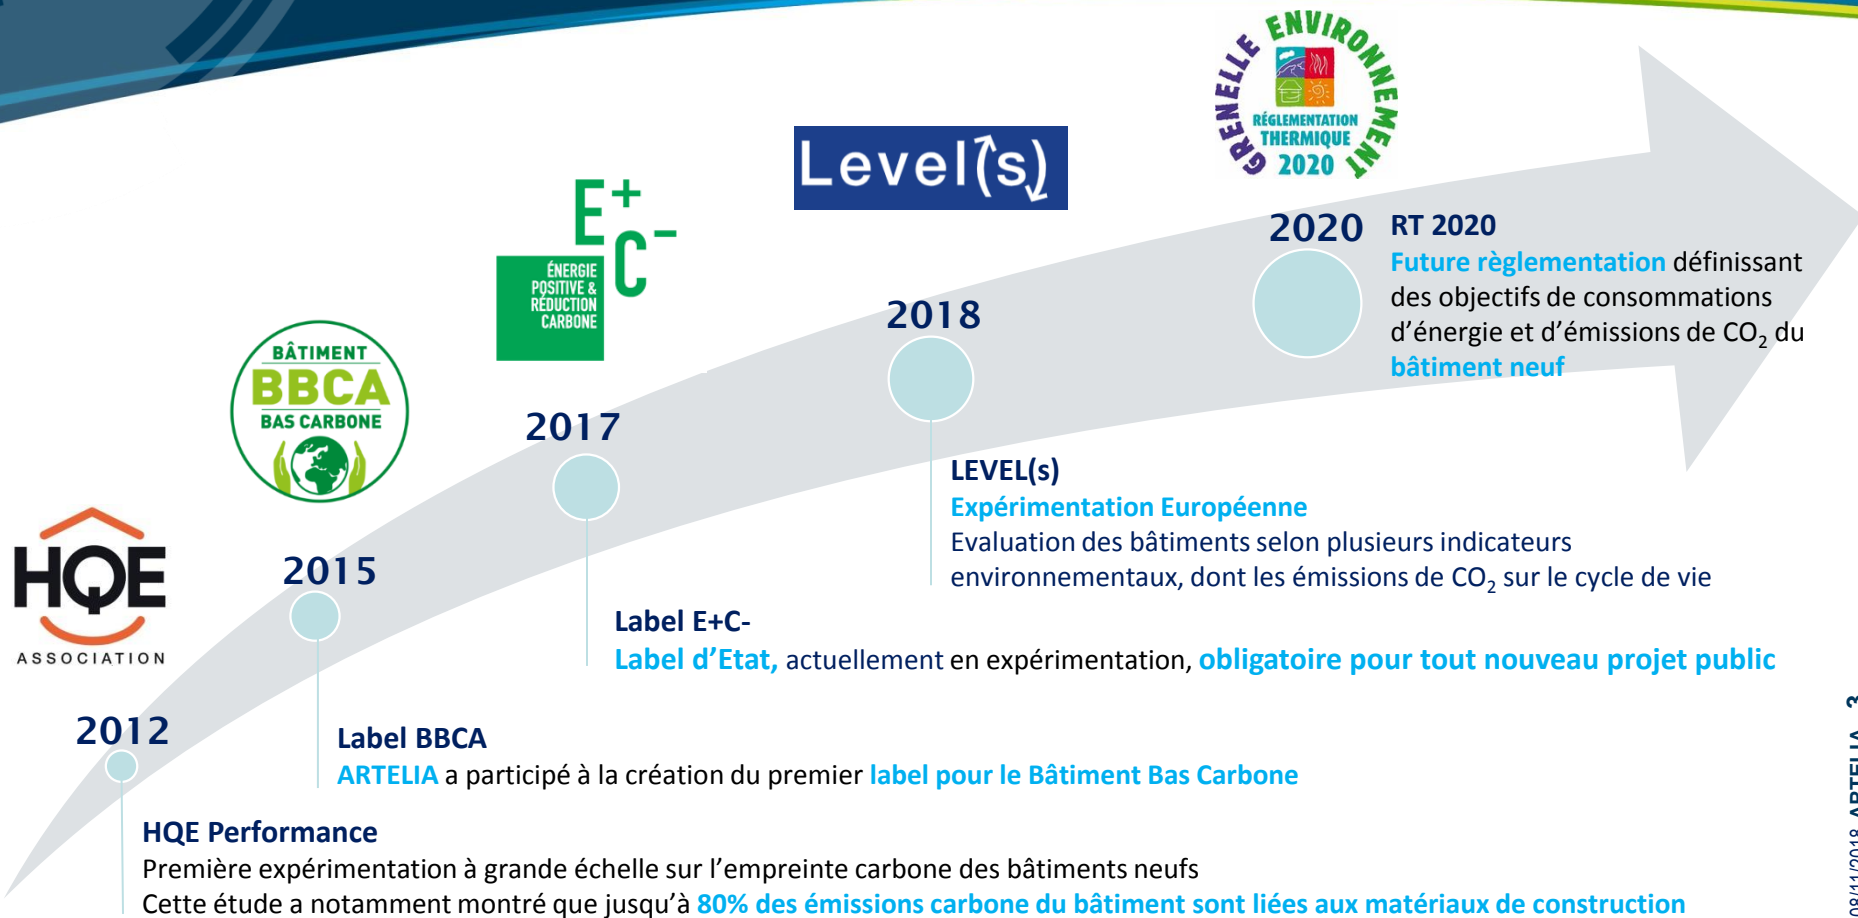 GRENELLE ENVIRONNEMENT
RÉGLEMENTATION
THERMIQUE
2020
Level(s)
E+
C-
ÉNERGIE
POSITIVE &
RÉDUCTION
CARBONE
BÂTIMENT
BBCA
BAS CARBONE
HQE
ASSOCIATION
2020
RT 2020
Future règlementation définissant
des objectifs de consommations
d’énergie et d’émissions de CO₂ du
bâtiment neuf
2018
LEVEL(s)
Expérimentation Européenne
Evaluation des bâtiments selon plusieurs indicateurs
environnementaux, dont les émissions de CO₂ sur le cycle de vie
2017
Label E+C-
Label d’Etat, actuellement en expérimentation, obligatoire pour tout nouveau projet public
2015
Label BBCA
ARTELIA a participé à la création du premier label pour le Bâtiment Bas Carbone
2012
HQE Performance
Première expérimentation à grande échelle sur l’empreinte carbone des bâtiments neufs
Cette étude a notamment montré que jusqu’à 80% des émissions carbone du bâtiment sont liées aux matériaux de construction
08/11/2018 ARTELIA 3